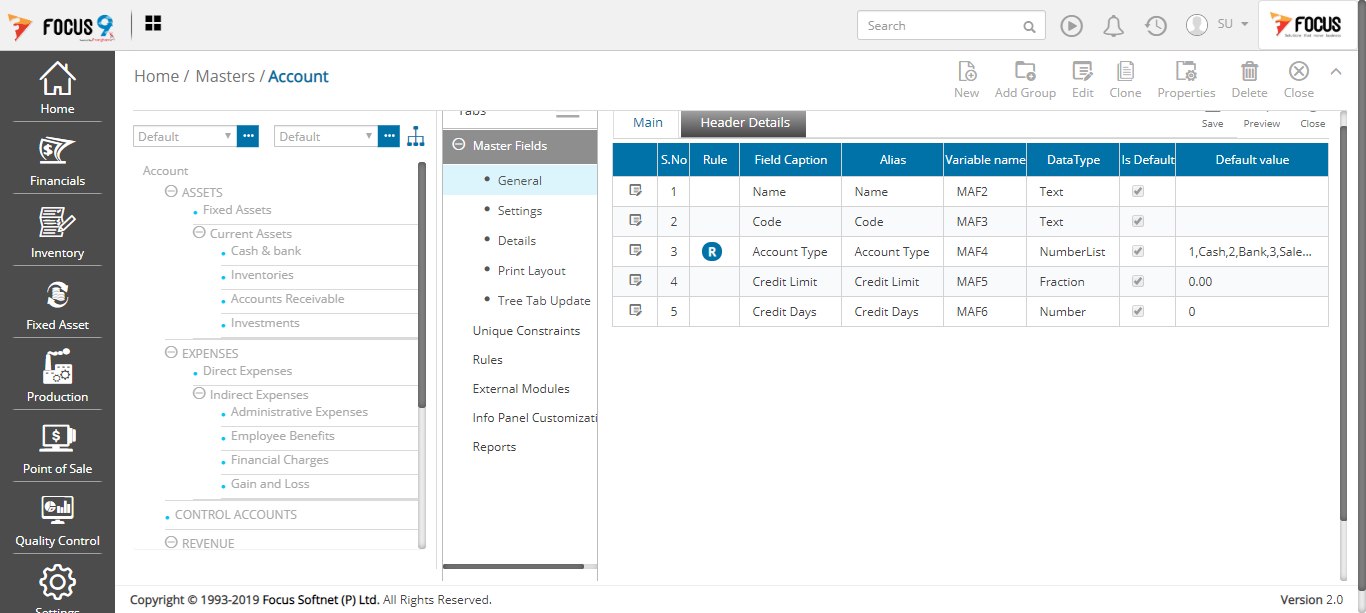 FOCUS 9
Search
SU
FOCUS
Home
Financials
Inventory
Fixed Asset
Production
Point of Sale
Quality Control
Settings
Home / Masters / Account
New Add Group Edit Clone Properties Delete Close
Default Default
Account
ASSETS
Fixed Assets
Current Assets
Cash & bank
Inventories
Accounts Receivable
Investments
EXPENSES
Direct Expenses
Indirect Expenses
Administrative Expenses
Employee Benefits
Financial Charges
Gain and Loss
CONTROL ACCOUNTS
REVENUE
Tabs
Master Fields
General
Settings
Details
Print Layout
Tree Tab Update
Unique Constraints
Rules
External Modules
Info Panel Customizati
Reports
Main Header Details
Save Preview Close
S.No Rule Field Caption Alias Variable name DataType Is Default Default value
1 Name Name MAF2 Text
2 Code Code MAF3 Text
3 R Account Type Account Type MAF4 NumberList 1,Cash,2,Bank,3,Sale...
4 Credit Limit Credit Limit MAF5 Fraction 0.00
5 Credit Days Credit Days MAF6 Number 0
Copyright © 1993-2019 Focus Softnet (P) Ltd. All Rights Reserved.
Version 2.0